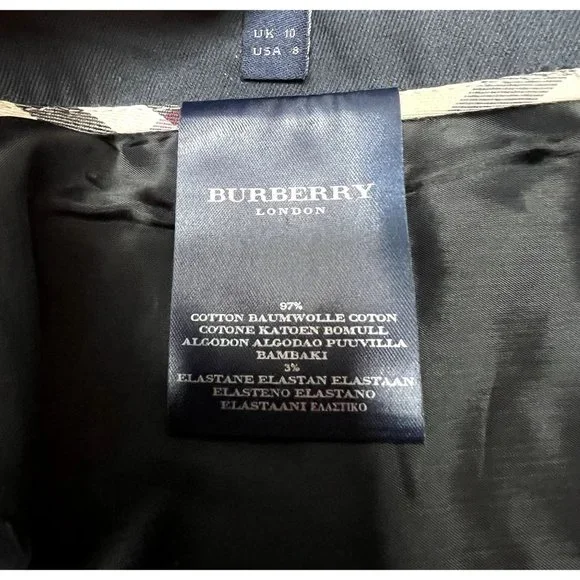 UK 10
USA 8
BURBERRY
LONDON
97%
COTTON BAUMWOLLE COTON
COTONE KATOEN BOMULL
ALGODON ALGODAO PUUVILLA
BAMBAKI
3%
ELASTANE ELASTAN ELASTAAN
ELASTENO ELASTANO
ELASTAANI ΕΛΑΣΤΙΚΟ